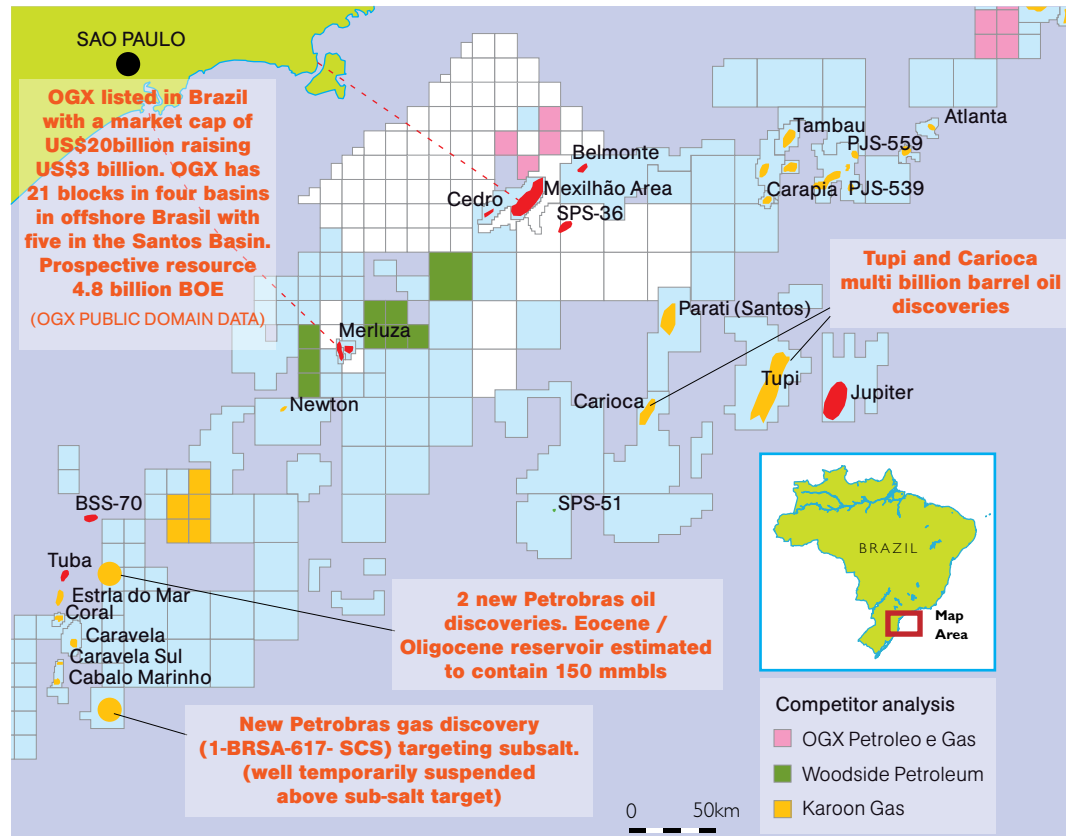 SAO PAULO
OGX listed in Brazil
with a market cap of
US$20billion raising
US$3 billion. OGX has
21 blocks in four basins
in offshore Brasil with
five in the Santos Basin.
Prospective resource
4.8 billion BOE
(OGX PUBLIC DOMAIN DATA)
Belmonte
Mexilhão Area
Cedro
SPS-36
Tambau
Atlanta
PJS-559
Carapia
PJS-539
Tupi and Carioca
multi billion barrel oil
discoveries
Parati (Santos)
Merluza
Tupi
Jupiter
Newton
Carioca
BSS-70
SPS-51
Tuba
Estrla do Mar
Coral
Caravela
Caravela Sul
Cabalo Marinho
2 new Petrobras oil
discoveries. Eocene /
Oligocene reservoir estimated
to contain 150 mmbls
New Petrobras gas discovery
(1-BRSA-617- SCS) targeting subsalt.
(well temporarily suspended
above sub-salt target)
BRAZIL
Map
Area
Competitor analysis
OGX Petroleo e Gas
Woodside Petroleum
Karoon Gas
0 50km